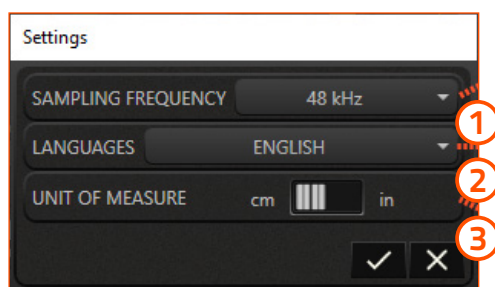 Settings
SAMPLING FREQUENCY 48 kHz
1
LANGUAGES ENGLISH
2
UNIT OF MEASURE cm in
3